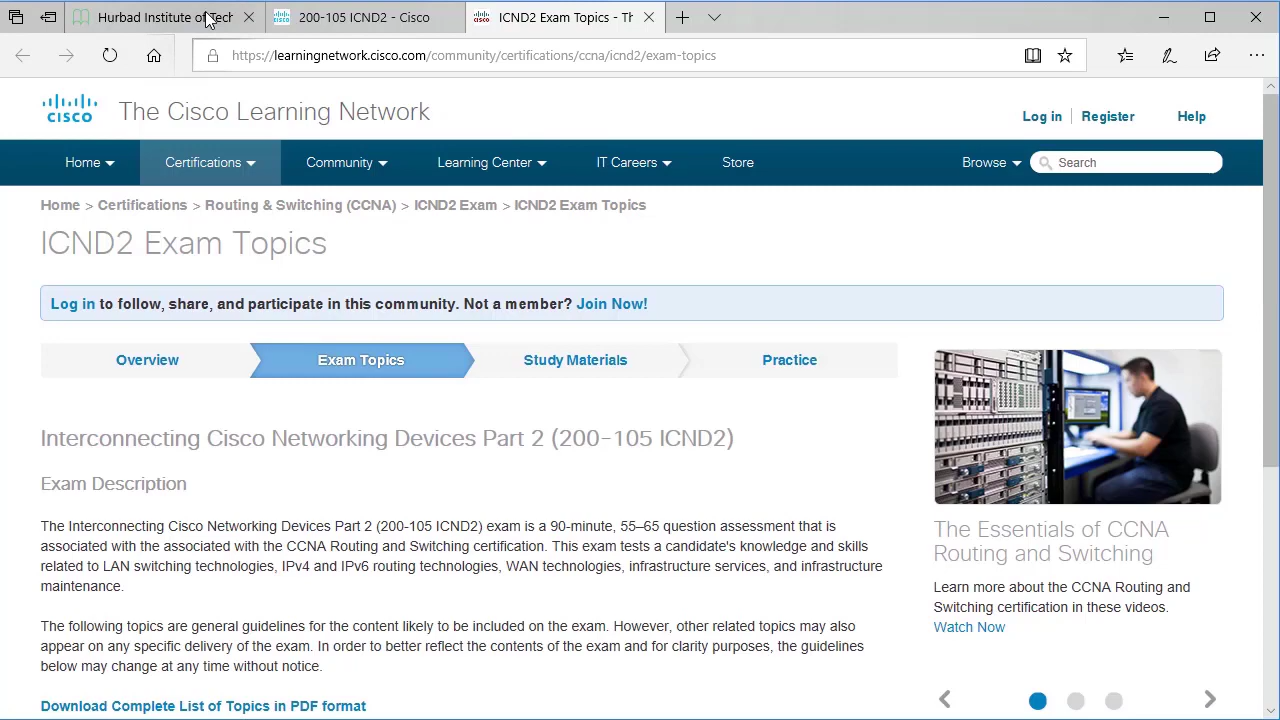 Hurbad Institute of Tech
200-105 ICND2 - Cisco
ICND2 Exam Topics - Th
https://learningnetwork.cisco.com/community/certifications/ccna/icnd2/exam-topics
cisco
The Cisco Learning Network
Log in
Register
Help
Home
Certifications
Community
Learning Center
IT Careers
Store
Browse
Search
Home > Certifications > Routing & Switching (CCNA) > ICND2 Exam > ICND2 Exam Topics
ICND2 Exam Topics
Log in to follow, share, and participate in this community. Not a member? Join Now!
Overview
Exam Topics
Study Materials
Practice
Interconnecting Cisco Networking Devices Part 2 (200-105 ICND2)
Exam Description
The Interconnecting Cisco Networking Devices Part 2 (200-105 ICND2) exam is a 90-minute, 55–65 question assessment that is
associated with the associated with the CCNA Routing and Switching certification. This exam tests a candidate's knowledge and skills
related to LAN switching technologies, IPv4 and IPv6 routing technologies, WAN technologies, infrastructure services, and infrastructure
maintenance.
The following topics are general guidelines for the content likely to be included on the exam. However, other related topics may also
appear on any specific delivery of the exam. In order to better reflect the contents of the exam and for clarity purposes, the guidelines
below may change at any time without notice.
Download Complete List of Topics in PDF format
The Essentials of CCNA
Routing and Switching
Learn more about the CCNA Routing and
Switching certification in these videos.
Watch Now